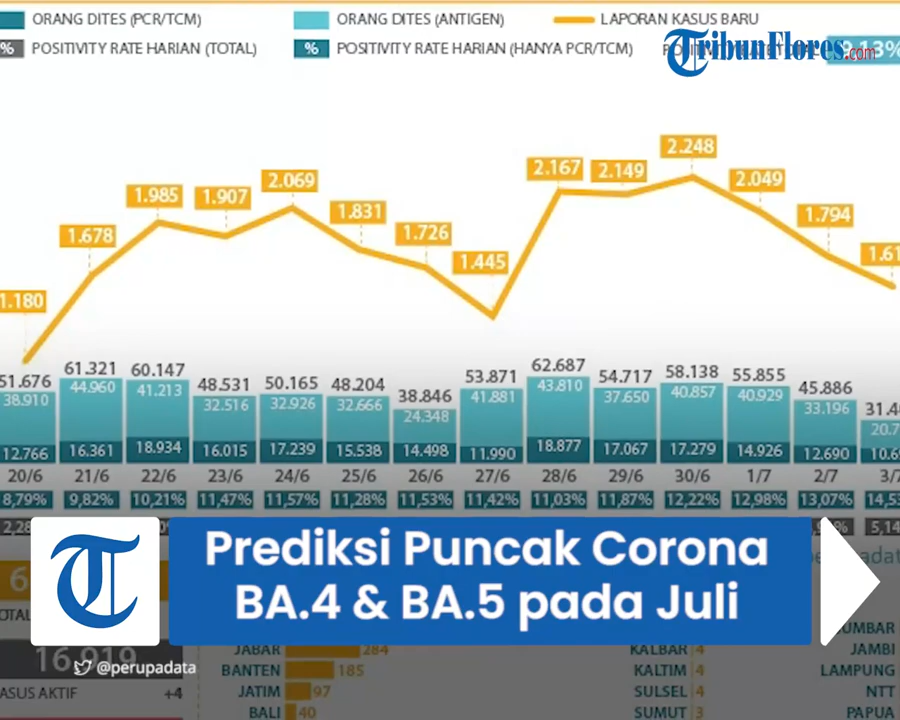 ORANG DITES (PCR/TCM) ORANG DITES (ANTIGEN) LAPORAN KASUS BARU
% POSITIVITY RATE HARIAN (TOTAL) % POSITIVITY RATE HARIAN (HANYA PCR/TCM)
TribunFlores.com
2.248
2.167 2.149
2.069 2.049
1.985 1.907
1.831 1.794
1.678 1.726
1.445
1.180
51.676 61.321 60.147 48.531 50.165 48.204 38.846 53.871 62.687 54.717 58.138 55.855 45.886
38.910 44.960 41.213 32.516 32.926 32.666 24.348 41.881 43.810 37.650 40.857 40.929 33.196
12.766 16.361 18.934 16.015 17.239 15.538 14.498 11.990 18.877 17.067 17.279 14.926 12.690
20/6 21/6 22/6 23/6 24/6 25/6 26/6 27/6 28/6 29/6 30/6 1/7 2/7
8,79% 9,82% 10,21% 11,47% 11,57% 11,28% 11,53% 11,42% 11,03% 11,87% 12,22% 12,98% 13,07%
T Prediksi Puncak Corona
BA.4 & BA.5 pada Juli
16.919
@perupadata
KASUS AKTIF +4
JABAR 284 KALBAR 4 SUMBAR
BANTEN 185 KALTIM 4 JAMBI
JATIM 97 SULSEL 4 LAMPUNG
BALI 40 SUMUT 3 NTT
PAPUA